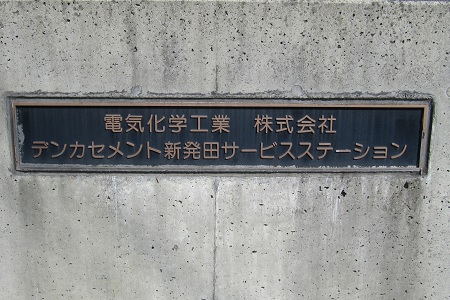 電気化学工業　株式会社
デンカセメント新発田サービスステーション